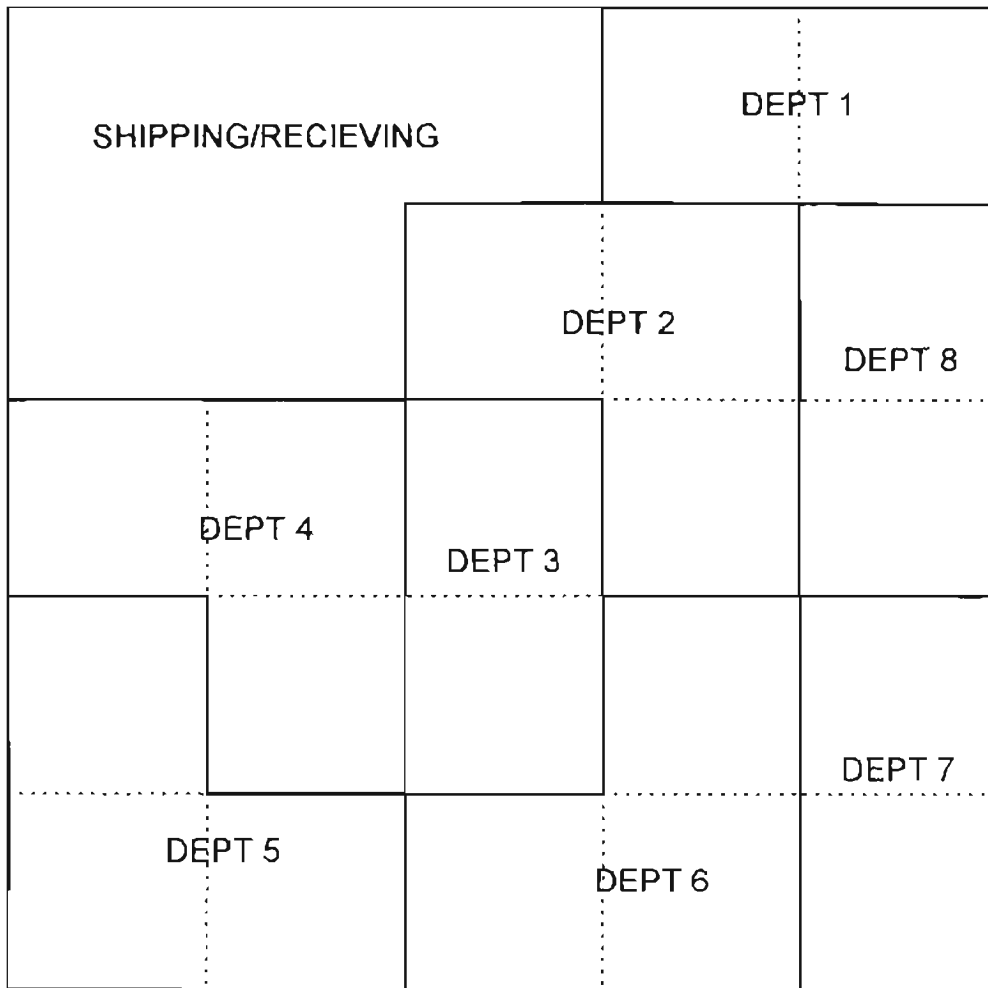 DEPT 1
SHIPPING/RECIEVING
DEPT 2
DEPT 8
DEPT 4
DEPT 3
DEPT 7
DEPT 5
DEPT 6